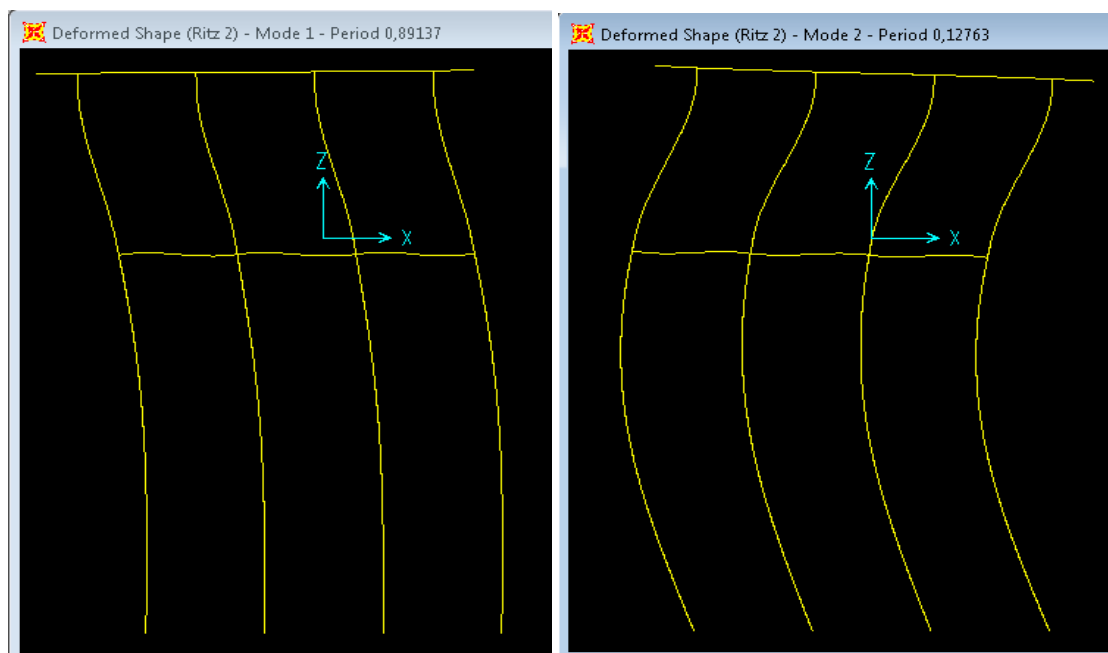 Deformed Shape (Ritz 2) - Mode 1 - Period 0,89137
Z
X
Deformed Shape (Ritz 2) - Mode 2 - Period 0,12763
Z
X